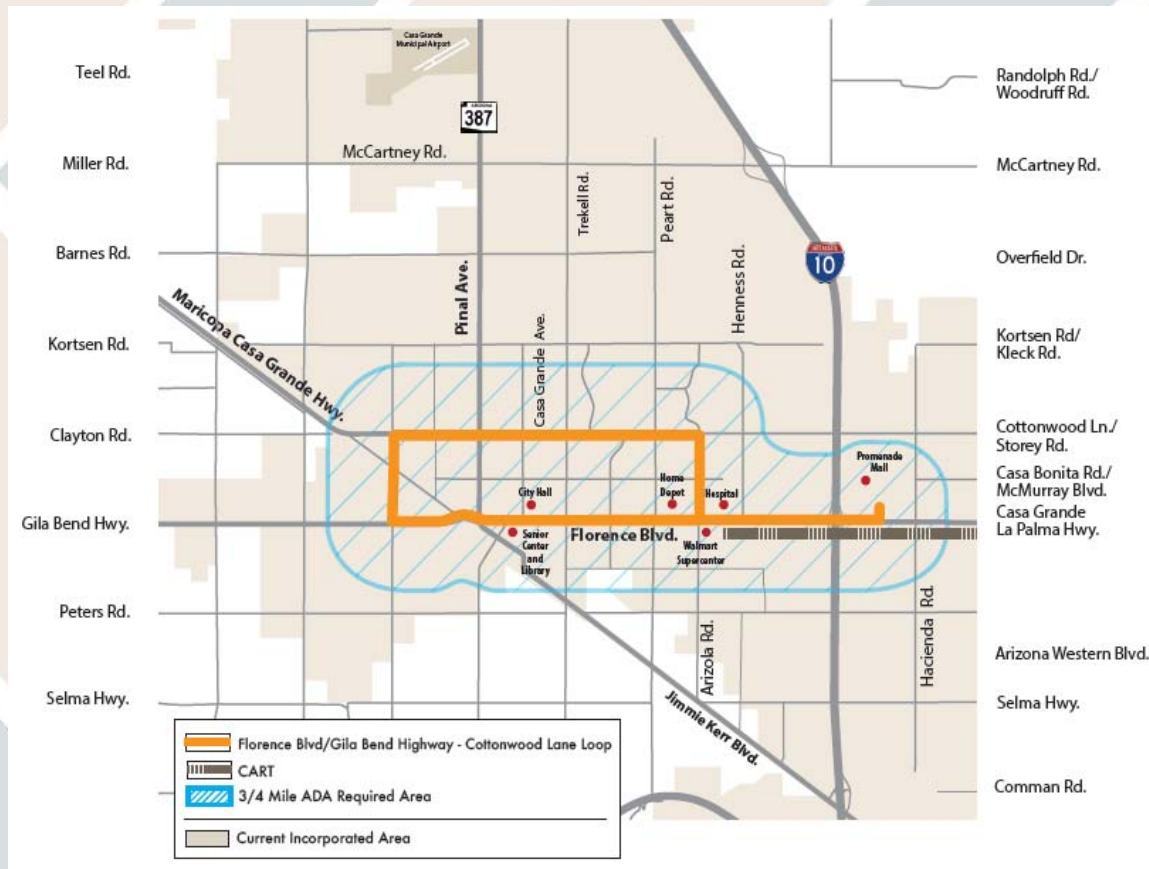 Casa Grande
Municipal Airport
Teel Rd.
Randolph Rd./
Woodruff Rd.
ARIZONA
387
McCartney Rd.
Miller Rd.
McCartney Rd.
Trekell Rd.
Peart Rd.
Barnes Rd.
Overfield Dr.
INTERSTATE
10
Pinal Ave.
Henness Rd.
Maricopa Casa Grande Hwy.
Casa Grande Ave.
Kortsen Rd.
Kortsen Rd/
Kleck Rd.
Clayton Rd.
Cottonwood Ln./
Storey Rd.
Promenade
Mall
Casa Bonita Rd./
McMurray Blvd.
City Hall
Home
Depot
Hospital
Casa Grande
La Palma Hwy.
Gila Bend Hwy.
Senior
Center
and
Library
Florence Blvd.
Walmart
Supercenter
Peters Rd.
Arizola Rd.
Hacienda Rd.
Arizona Western Blvd.
Selma Hwy.
Selma Hwy.
Jimmie Kerr Blvd.
Comman Rd.
Florence Blvd/Gila Bend Highway - Cottonwood Lane Loop
CART
3/4 Mile ADA Required Area
Current Incorporated Area